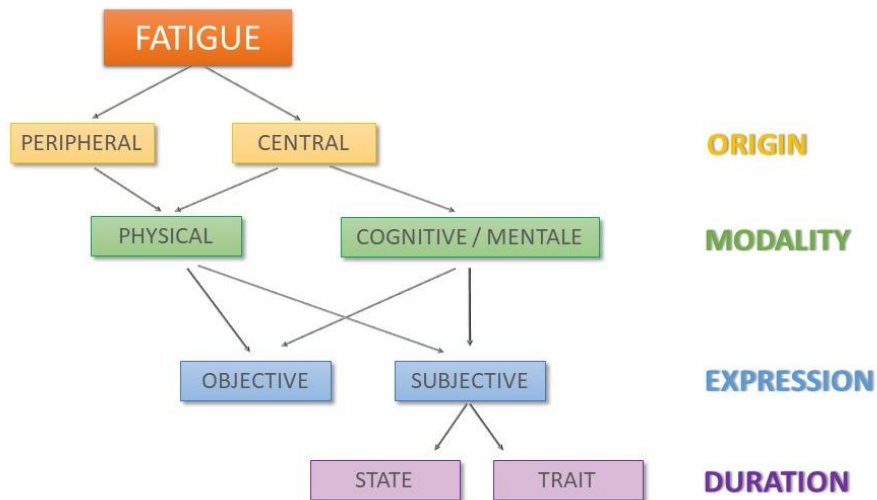 FATIGUE
PERIPHERAL CENTRAL ORIGIN
PHYSICAL COGNITIVE / MENTALE MODALITY
OBJECTIVE SUBJECTIVE EXPRESSION
STATE TRAIT DURATION